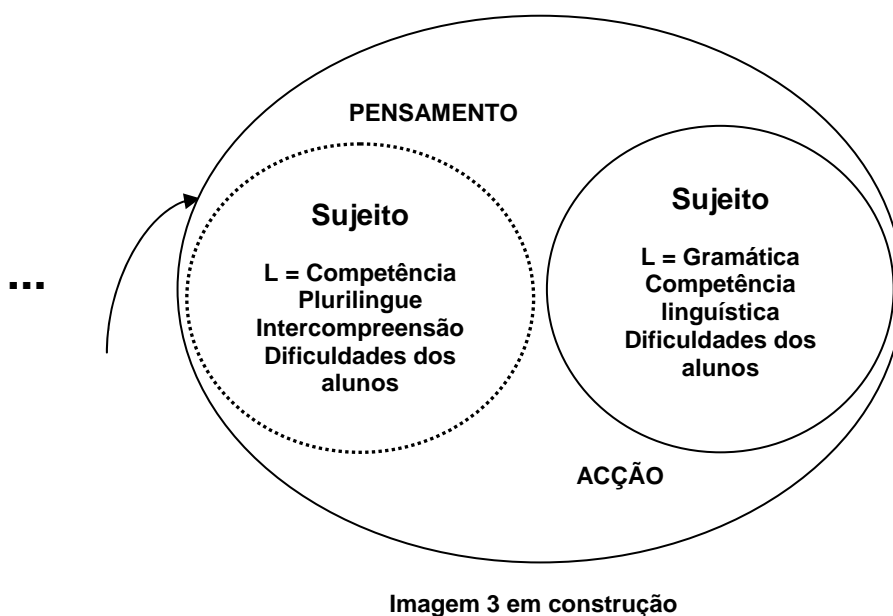 PENSAMENTO
...
Sujeito
L = Competência
Plurilingue
Intercompreensão
Dificuldades dos
alunos
Sujeito
L = Gramática
Competência
linguística
Dificuldades dos
alunos
ACÇÃO
Imagem 3 em construção